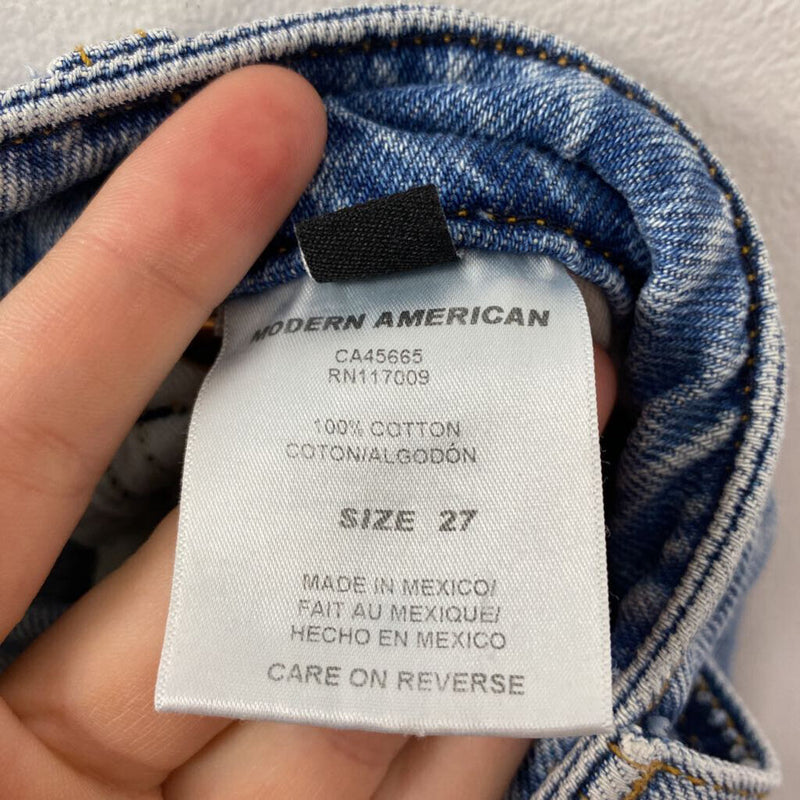 MODERN AMERICAN
CA45665
RN117009
100% COTTON
COTON/ALGODÓN
SIZE 27
MADE IN MEXICO/
FAIT AU MEXIQUE/
HECHO EN MEXICO
CARE ON REVERSE